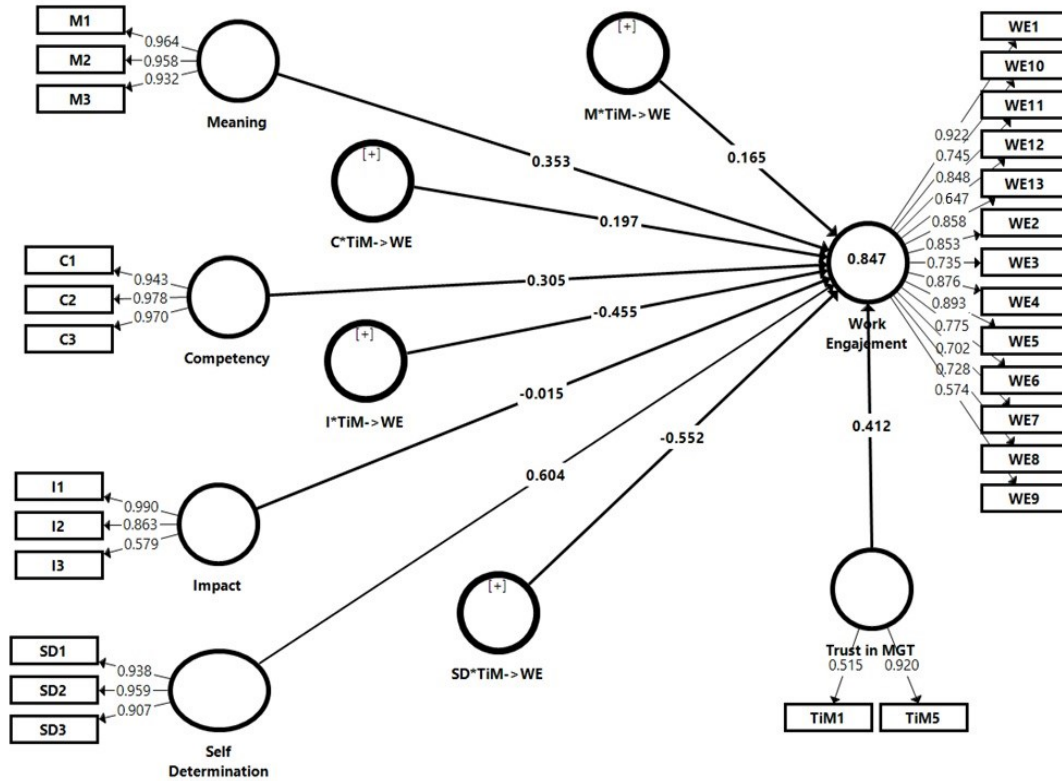 M1
M2
M3
0.964
0.958
0.932
Meaning
[+]
M*TiM->WE
0.353
0.165
[+]
C*TiM->WE
0.197
C1
C2
C3
0.943
0.978
0.970
Competency
0.305
[+]
I*TiM->WE
-0.455
-0.015
I1
I2
I3
0.990
0.863
0.579
Impact
0.604
-0.552
SD1
SD2
SD3
0.938
0.959
0.907
Self
Determination
[+]
SD*TiM->WE
0.847
Work
Engajement
0.412
Trust in MGT
0.515
0.920
TiM1
TiM5
0.922
0.745
0.848
0.647
0.858
0.853
0.735
0.876
0.893
0.775
0.702
0.728
0.574
WE1
WE10
WE11
WE12
WE13
WE2
WE3
WE4
WE5
WE6
WE7
WE8
WE9